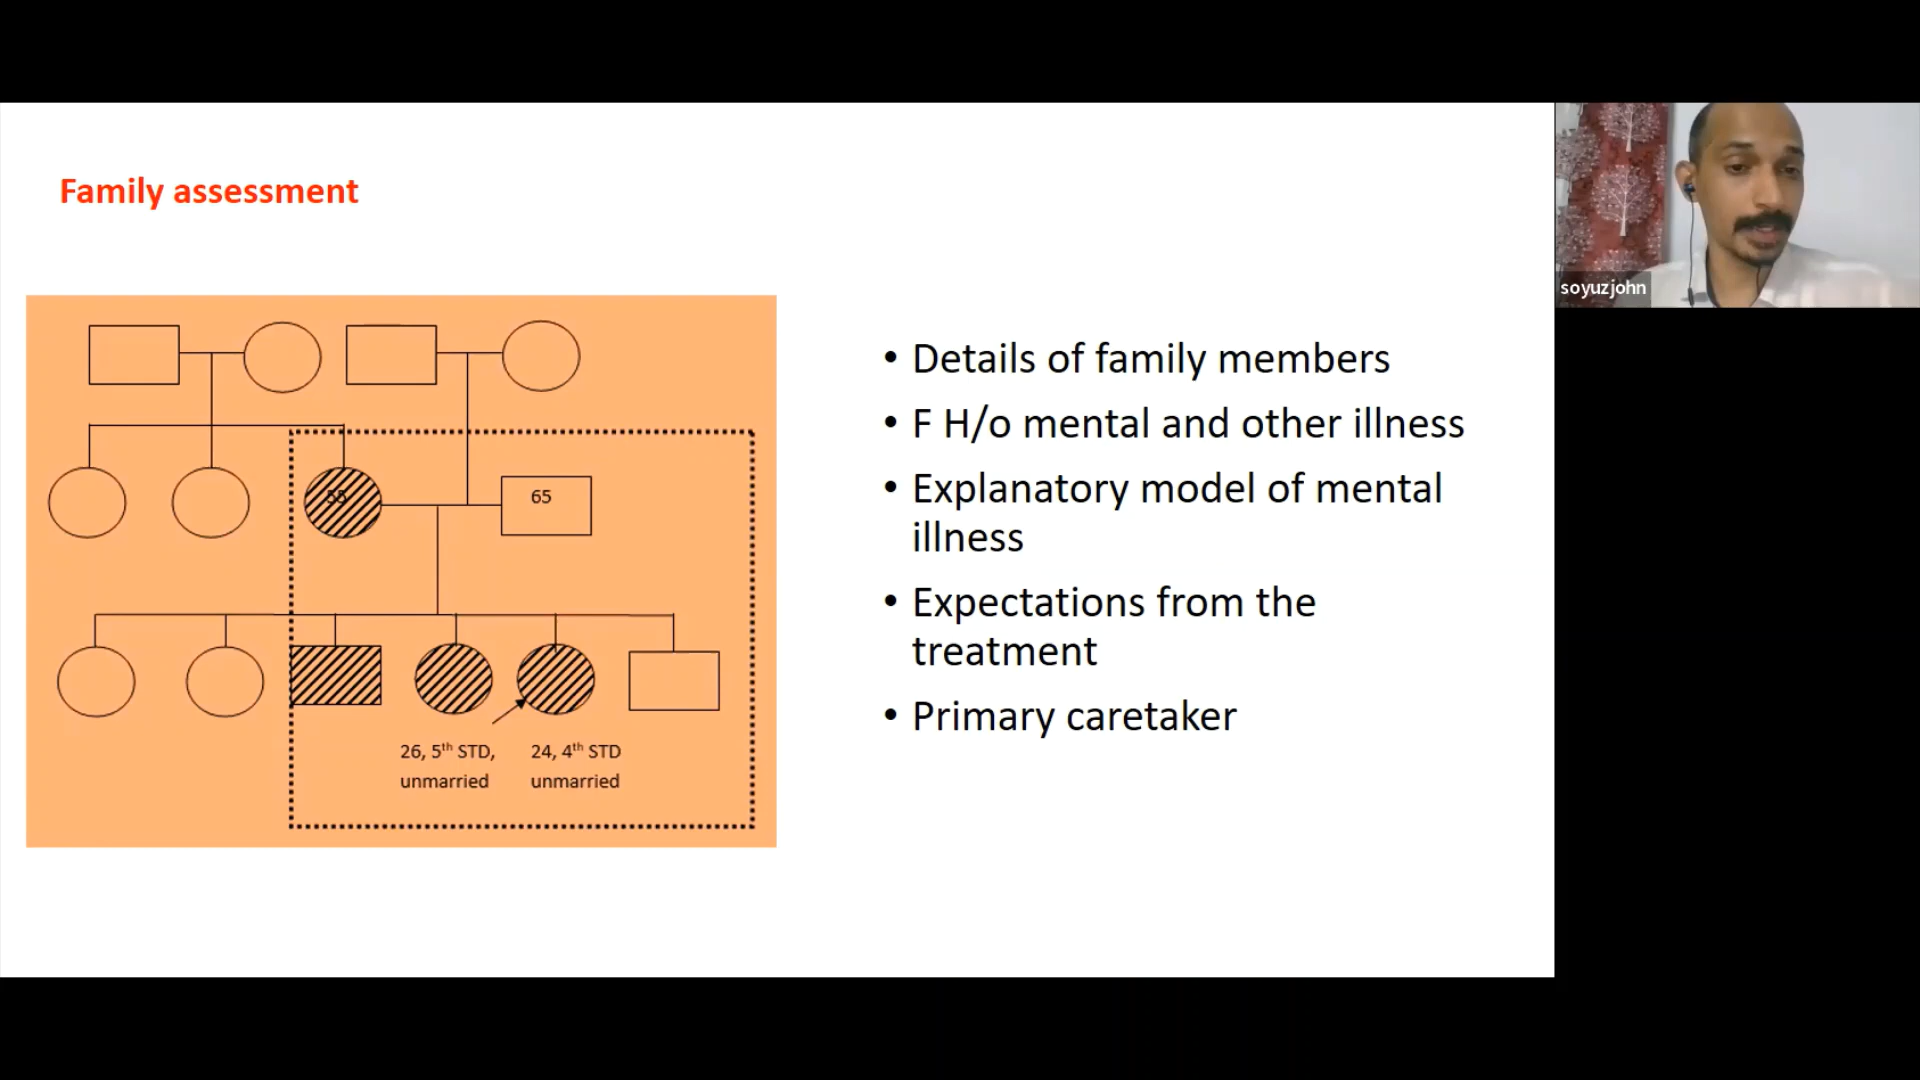 Family assessment
55
65
26, 5th STD,
unmarried
24, 4th STD
unmarried
• Details of family members
• F H/o mental and other illness
• Explanatory model of mental
illness
• Expectations from the
treatment
• Primary caretaker
soyuzjohn